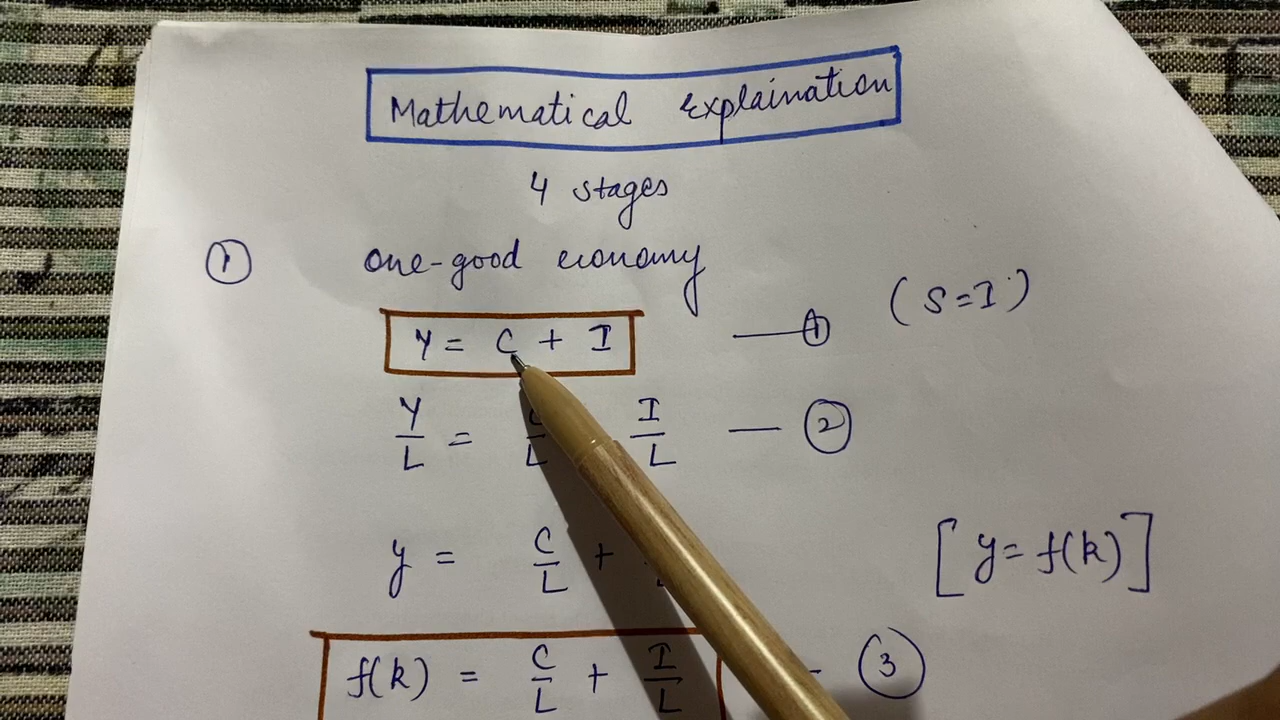 Mathematical Explaination
4 stages
① one-good economy
Y = C + I — ① (S=I)
Y/L = C/L I/L — ②
y = C/L + [y = f(k)]
f(k) = C/L + I/L - ③